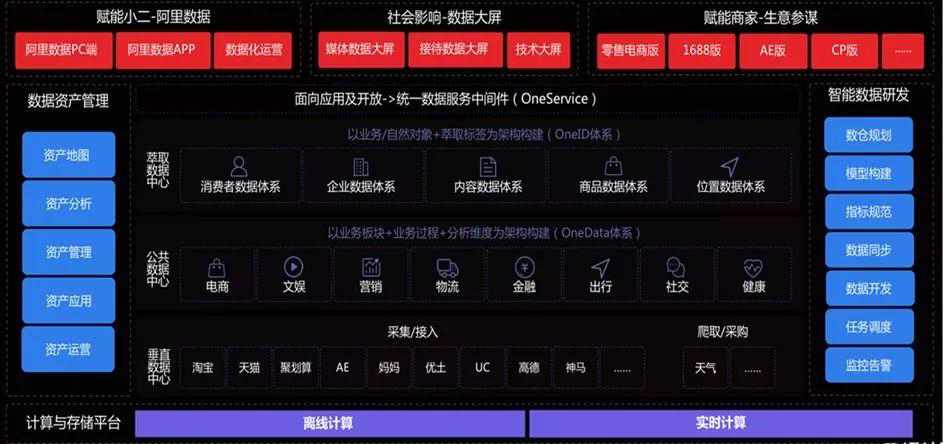 赋能小二-阿里数据
阿里数据PC端 阿里数据APP 数据化运营
社会影响-数据大屏
媒体数据大屏 接待数据大屏 技术大屏
赋能商家-生意参谋
零售电商版 1688版 AE版 CP版 ......
数据资产管理
资产地图
资产分析
资产管理
资产应用
资产运营
面向应用及开放->统一数据服务中间件（OneService）
萃取数据中心
以业务/自然对象+萃取标签为架构构建（OneID体系）
消费者数据体系 企业数据体系 内容数据体系 商品数据体系 位置数据体系
公共数据中心
以业务板块+业务过程+分析维度为架构构建（OneData体系）
电商 文娱 营销 物流 金融 出行 社交 健康
垂直数据中心
采集/接入
淘宝 天猫 聚划算 AE 妈妈 优土 UC 高德 神马 ......
爬取/采购
天气 ......
智能数据研发
数仓规划
模型构建
指标规范
数据同步
数据开发
任务调度
监控告警
计算与存储平台
离线计算 实时计算